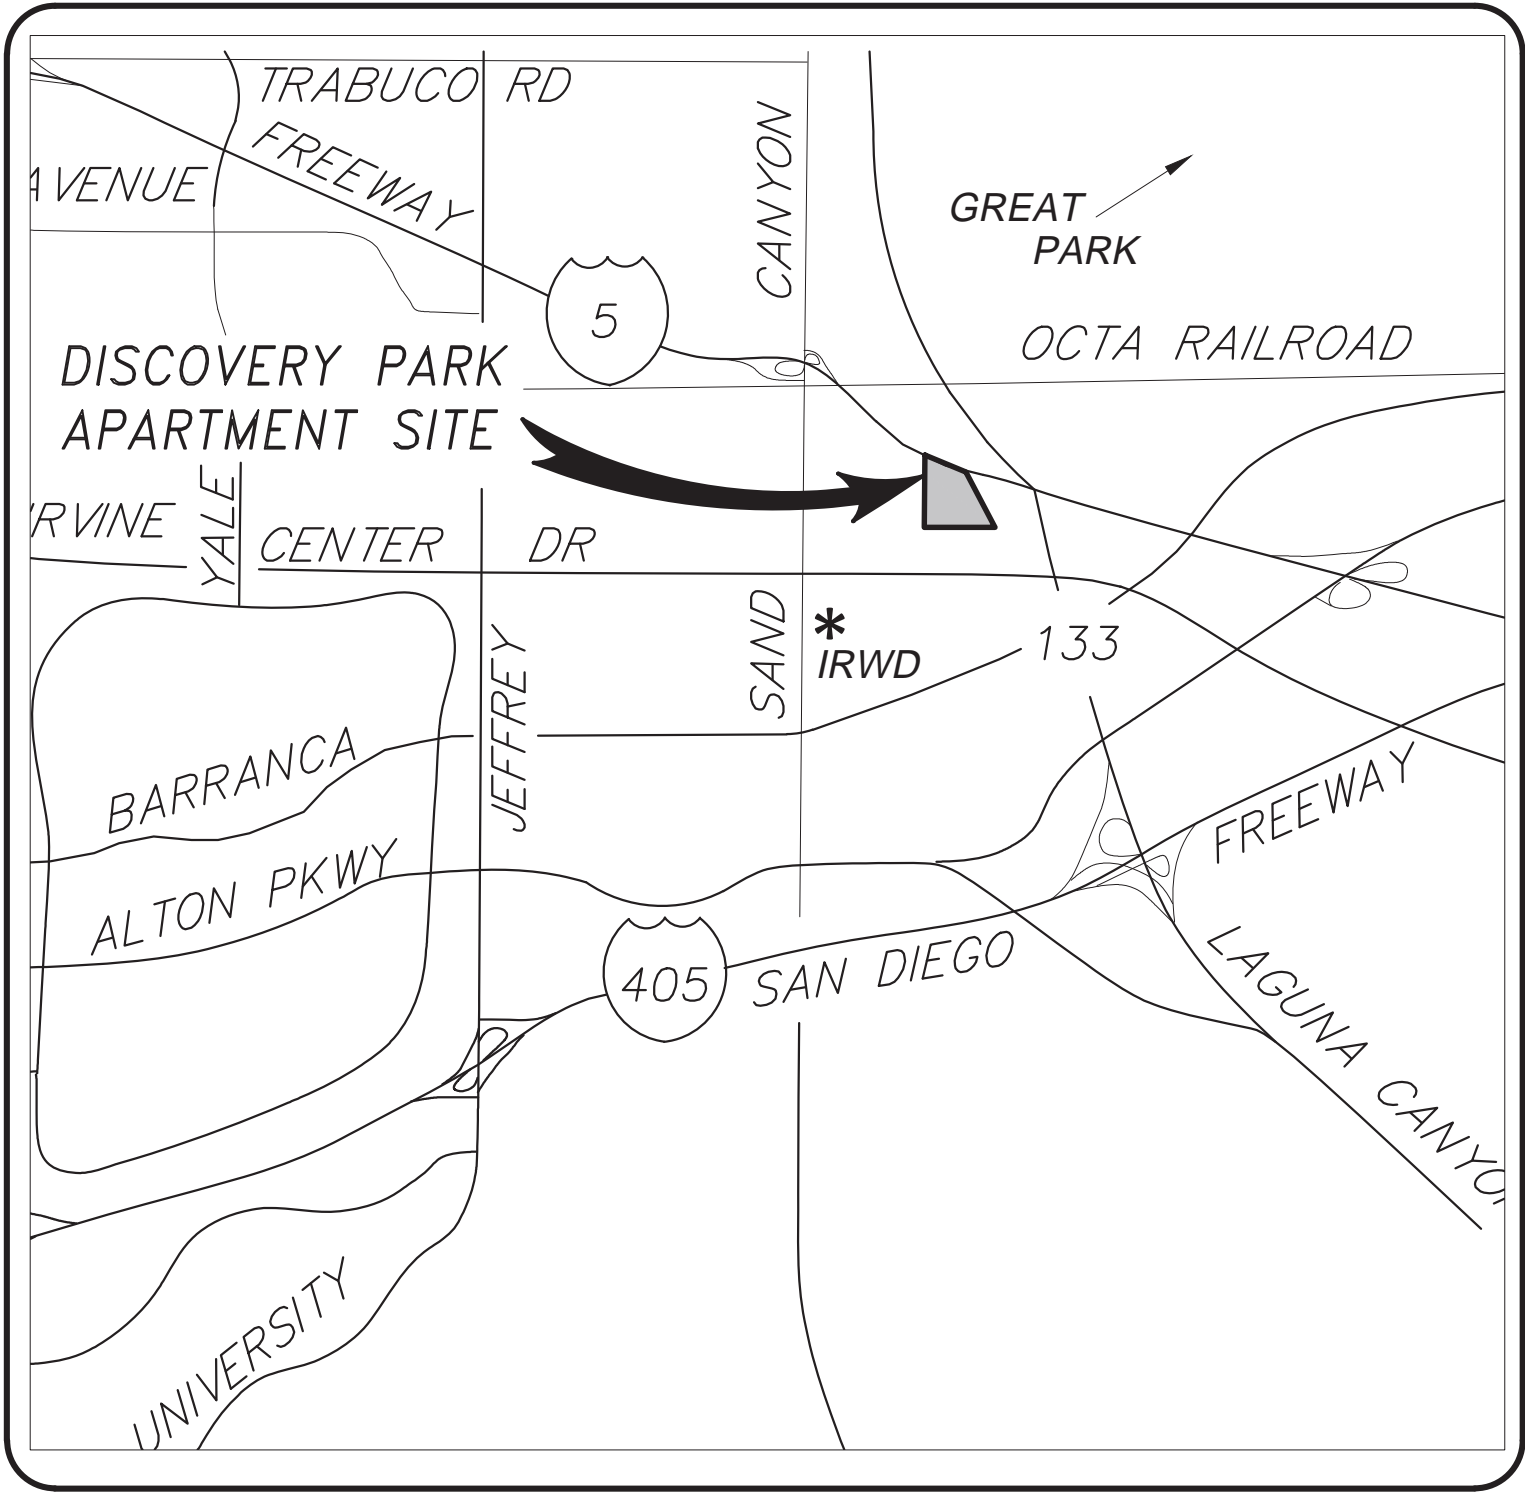 TRABUCO RD
FREEWAY
AVENUE
CANYON
GREAT
PARK
5
OCTA RAILROAD
DISCOVERY PARK
APARTMENT SITE
YALE
IRVINE
CENTER DR
SAND
*
IRWD
133
JEFFREY
BARRANCA
ALTON PKWY
FREEWAY
405
SAN DIEGO
LAGUNA CANYO
UNIVERSITY